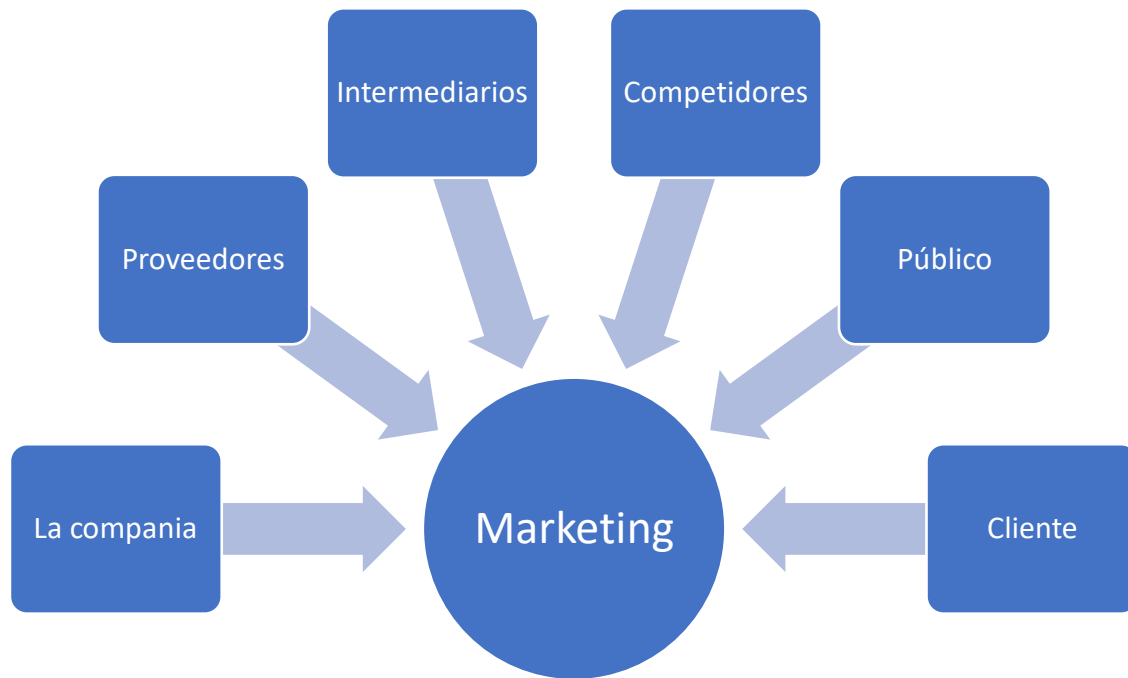 Intermediarios
Competidores
Proveedores
Público
La compania
Marketing
Cliente